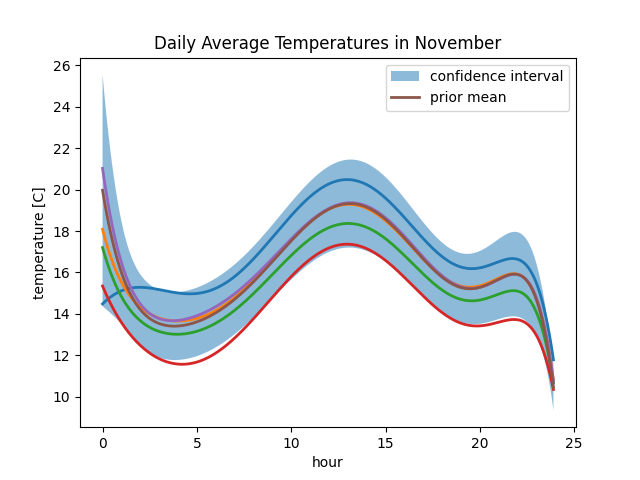 Daily Average Temperatures in November
confidence interval
prior mean
26
24
22
20
18
16
14
12
10
temperature [C]
0 5 10 15 20 25
hour